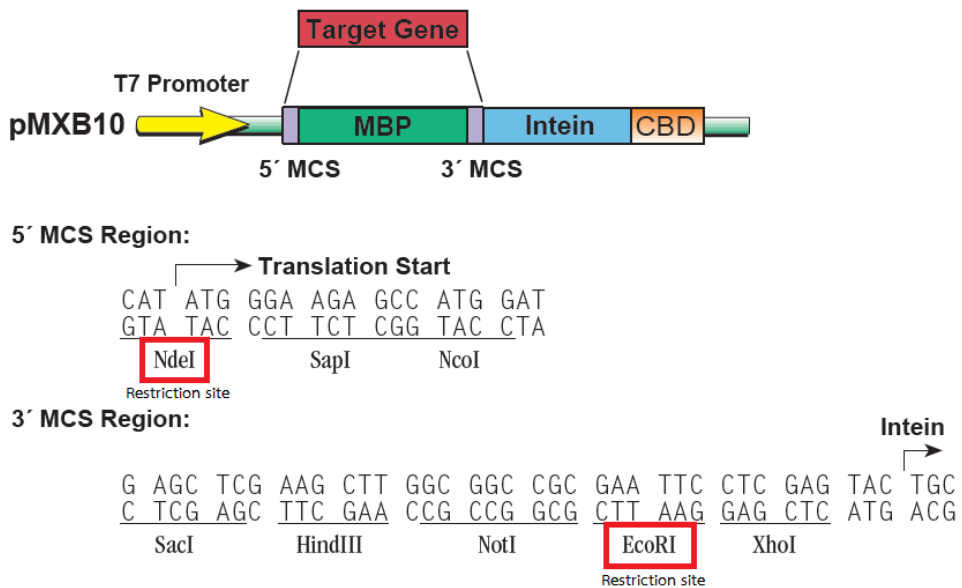 Target Gene
T7 Promoter
pMXB10
MBP
Intein
CBD
5´ MCS
3´ MCS
5´ MCS Region:
Translation Start
CAT ATG GGA AGA GCC ATG GAT
GTA TAC CCT TCT CGG TAC CTA
NdeI SapI NcoI
Restriction site
3´ MCS Region:
Intein
G AGC TCG AAG CTT GGC GGC CGC GAA TTC CTC GAG TAC TGC
C TCG AGC TTC GAA CCG CCG GCG CTT AAG GAG CTC ATG ACG
SacI HindIII NotI EcoRI XhoI
Restriction site